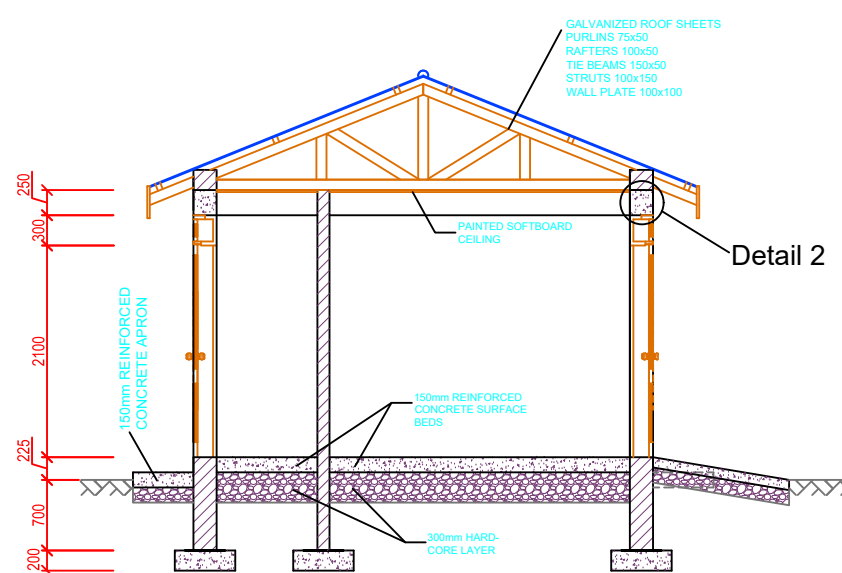 GALVANIZED ROOF SHEETS
PURLINS 75x50
RAFTERS 100x50
TIE BEAMS 150x50
STRUTS 100x150
WALL PLATE 100x100
250
300
2100
225
700
200
PAINTED SOFTBOARD
CEILING
Detail 2
150mm REINFORCED
CONCRETE APRON
150mm REINFORCED
CONCRETE SURFACE
BEDS.
300mm HARD-
CORE LAYER